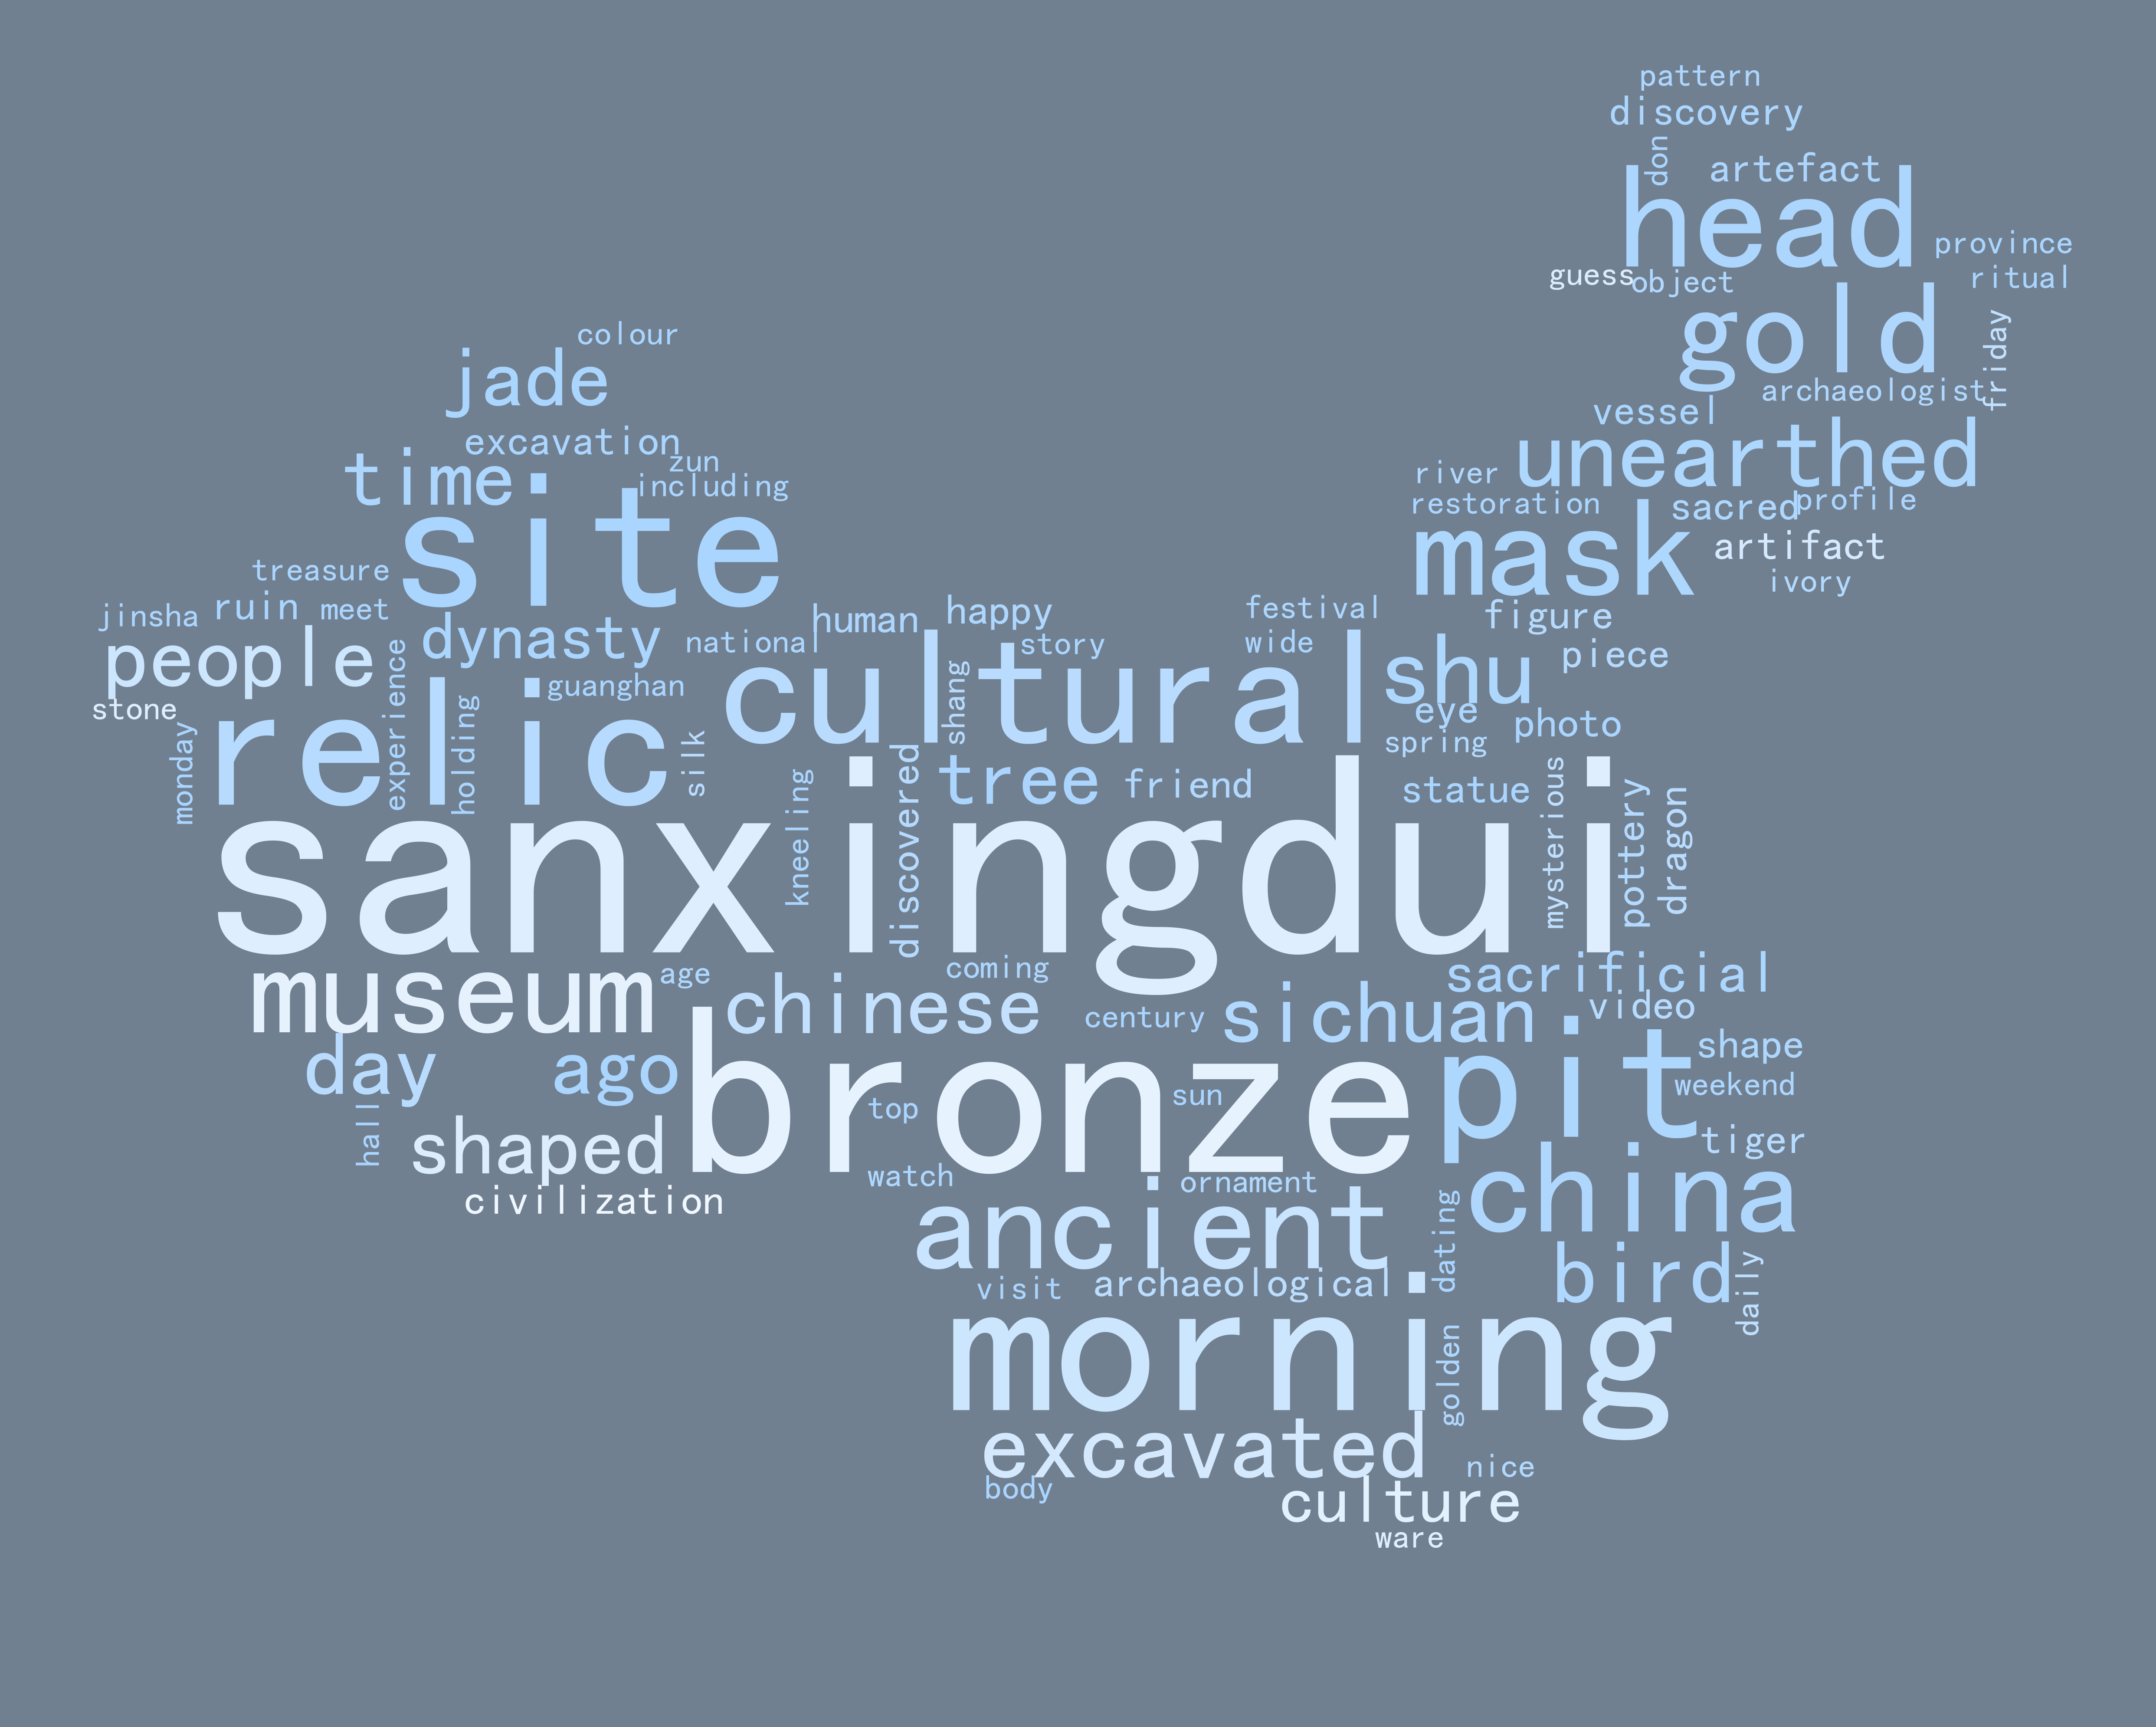 pattern
discovery
don
artefact
head
province
guess
object
ritual
gold
friday
archaeologist
colour
jade
vessel
unearthed
excavation
zun
time
including
river
restoration
sacred
profile
site
mask
artifact
treasure
ivory
jinsha
ruin
meet
human
happy
festival
figure
people
dynasty
national
story
wide
shu
piece
experience
guanghan
cultural
shang
stone
eye
photo
monday
relic
holding
silk
spring
tree
friend
statue
kneeling
discovered
mysterious
pottery
dragon
sanxingdui
museum
age
coming
sacrificial
chinese
century
sichuan
video
day
ago
bronze
pit
shape
top
sun
weekend
hall
shaped
tiger
watch
ornament
china
civilization
ancient
dating
visit
archaeological
bird
daily
morning
golden
excavated
nice
body
culture
ware